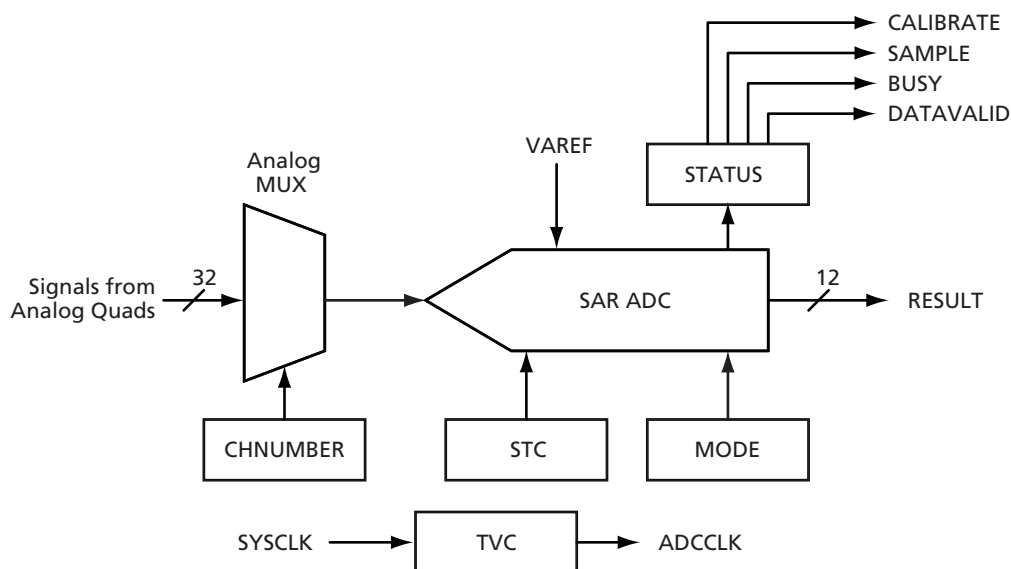 CALIBRATE
SAMPLE
BUSY
DATAVALID
VAREF
STATUS
Analog
MUX
Signals from
Analog Quads
32
SAR ADC
12
RESULT
CHNUMBER
STC
MODE
SYSCLK
TVC
ADCCLK